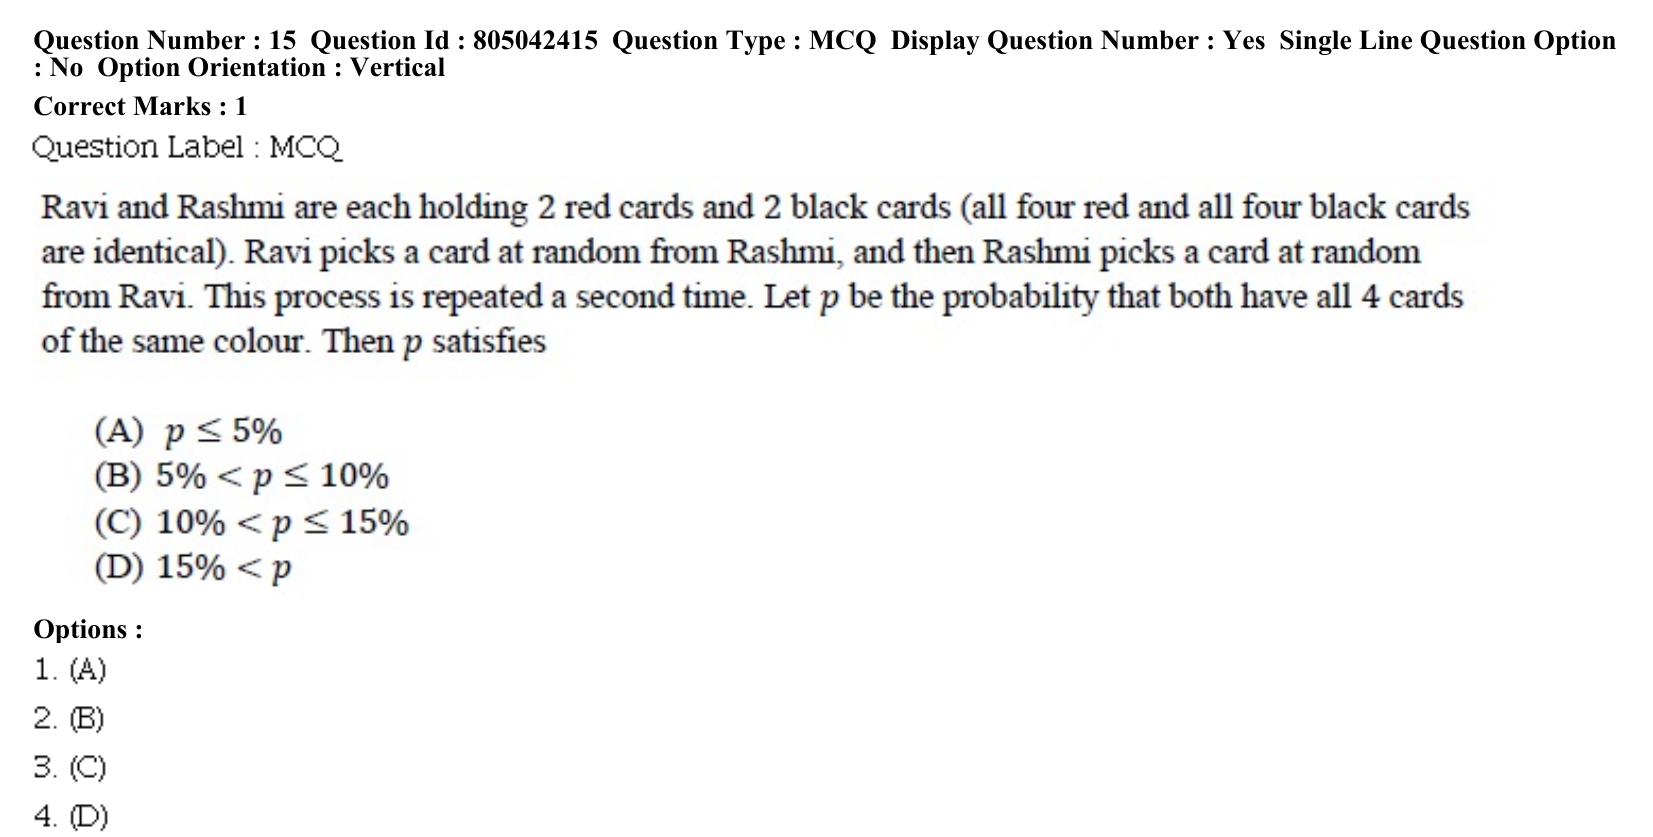 Question Number : 15 Question Id : 805042415 Question Type : MCQ Display Question Number : Yes Single Line Question Option
: No Option Orientation : Vertical
Correct Marks : 1
Question Label : MCQ
Ravi and Rashmi are each holding 2 red cards and 2 black cards (all four red and all four black cards
are identical). Ravi picks a card at random from Rashmi, and then Rashmi picks a card at random
from Ravi. This process is repeated a second time. Let p be the probability that both have all 4 cards
of the same colour. Then p satisfies
(A) p ≤ 5%
(B) 5% < p ≤ 10%
(C) 10% < p ≤ 15%
(D) 15% < p
Options :
1. (A)
2. (B)
3. (C)
4. (D)